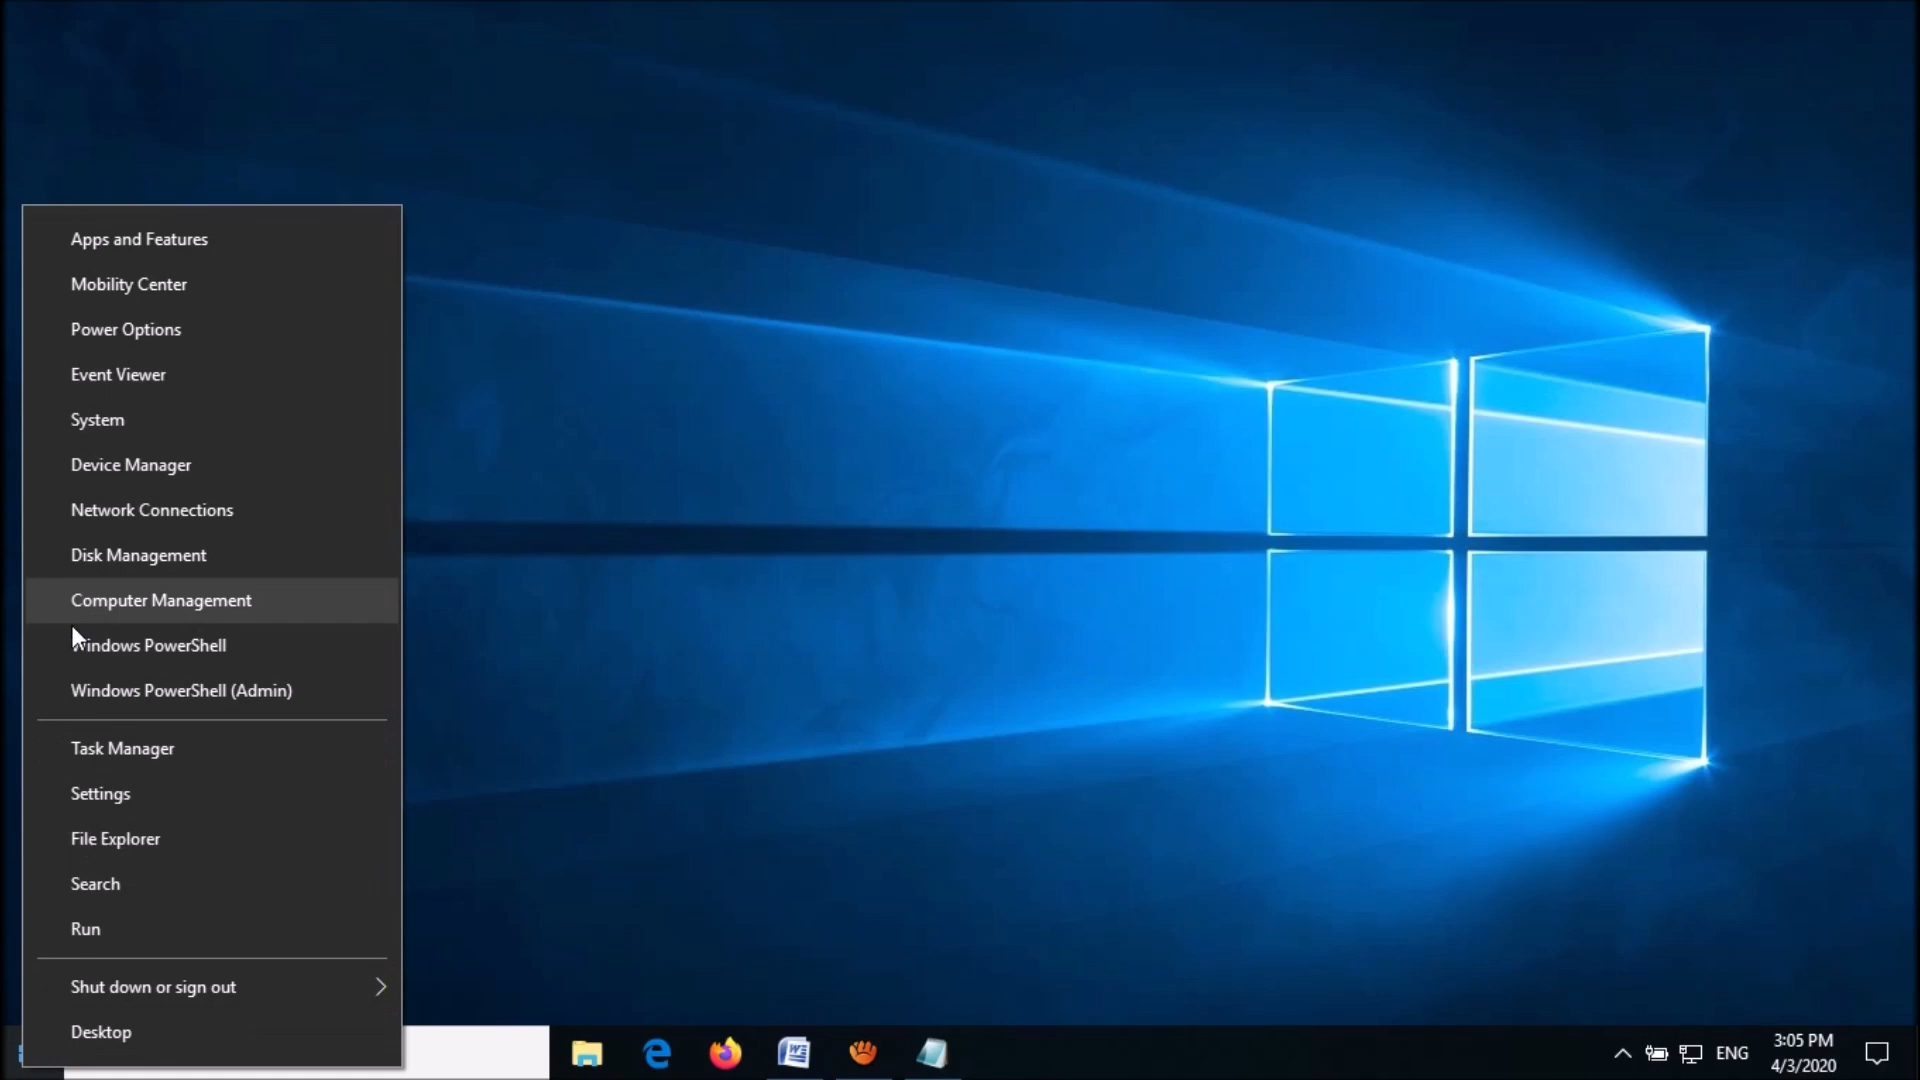 Apps and Features
Mobility Center
Power Options
Event Viewer
System
Device Manager
Network Connections
Disk Management
Computer Management
Windows PowerShell
Windows PowerShell (Admin)
Task Manager
Settings
File Explorer
Search
Run
Shut down or sign out
Desktop
ENG
3:05 PM
4/3/2020